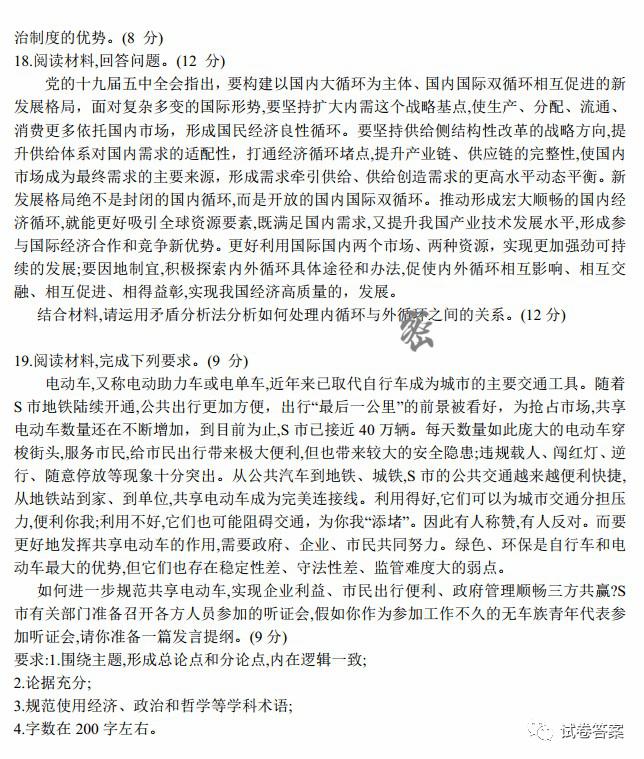 治制度的优势。(8 分)
18.阅读材料,回答问题。(12 分)
党的十九届五中全会指出，要构建以国内大循环为主体、国内国际双循环相互促进的新
发展格局，面对复杂多变的国际形势,要坚持扩大内需这个战略基点,使生产、分配、流通、
消费更多依托国内市场，形成国民经济良性循环。要坚持供给侧结构性改革的战略方向,提
升供给体系对国内需求的适配性，打通经济循环堵点,提升产业链、供应链的完整性,使国内
市场成为最终需求的主要来源，形成需求牵引供给、供给创造需求的更高水平动态平衡。新
发展格局绝不是封闭的国内循环,而是开放的国内国际双循环。推动形成宏大顺畅的国内经
济循环,就能更好吸引全球资源要素,既满足国内需求,又提升我国产业技术发展水平,形成参
与国际经济合作和竞争新优势。更好利用国际国内两个市场、两种资源，实现更加强劲可持
续的发展;要因地制宜,积极探索内外循环具体途径和办法,促使内外循环相互影响、相互交
融、相互促进、相得益彰,实现我国经济高质量的，发展。
结合材料,请运用矛盾分析法分析如何处理内循环与外循环之间的关系。(12 分)
密
19.阅读材料,完成下列要求。(9 分)
电动车,又称电动助力车或电单车,近年来已取代自行车成为城市的主要交通工具。随着
S 市地铁陆续开通,公共出行更加方便，出行“最后一公里”的前景被看好，为抢占市场,共享
电动车数量还在不断增加，到目前为止,S 市已接近 40 万辆。每天数量如此庞大的电动车穿
梭街头,服务市民,给市民出行带来极大便利,但也带来较大的安全隐患;违规载人、闯红灯、逆
行、随意停放等现象十分突出。从公共汽车到地铁、城铁,S 市的公共交通越来越便利快捷,
从地铁站到家、到单位,共享电动车成为完美连接线。利用得好,它们可以为城市交通分担压
力,便利你我;利用不好,它们也可能阻碍交通，为你我“添堵”。因此有人称赞,有人反对。而要
更好地发挥共享电动车的作用,需要政府、企业、市民共同努力。绿色、环保是自行车和电
动车最大的优势,但它们也存在稳定性差、守法性差、监管难度大的弱点。
如何进一步规范共享电动车,实现企业利益、市民出行便利、政府管理顺畅三方共赢?S
市有关部门准备召开各方人员参加的听证会,假如你作为参加工作不久的无车族青年代表参
加听证会,请你准备一篇发言提纲。(9 分)
要求:1.围绕主题,形成总论点和分论点,内在逻辑一致;
2.论据充分;
3.规范使用经济、政治和哲学等学科术语;
4.字数在 200 字左右。
试卷答案